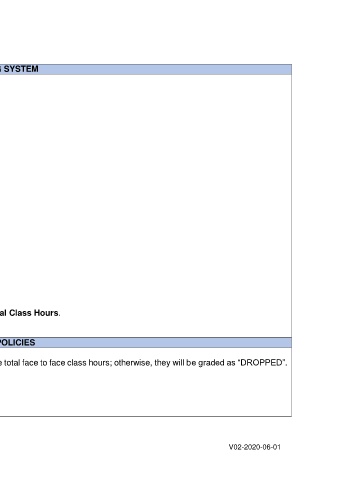 SYSTEM
al Class Hours.
POLICIES
total face to face class hours; otherwise, they will be graded as “DROPPED”.
V02-2020-06-01